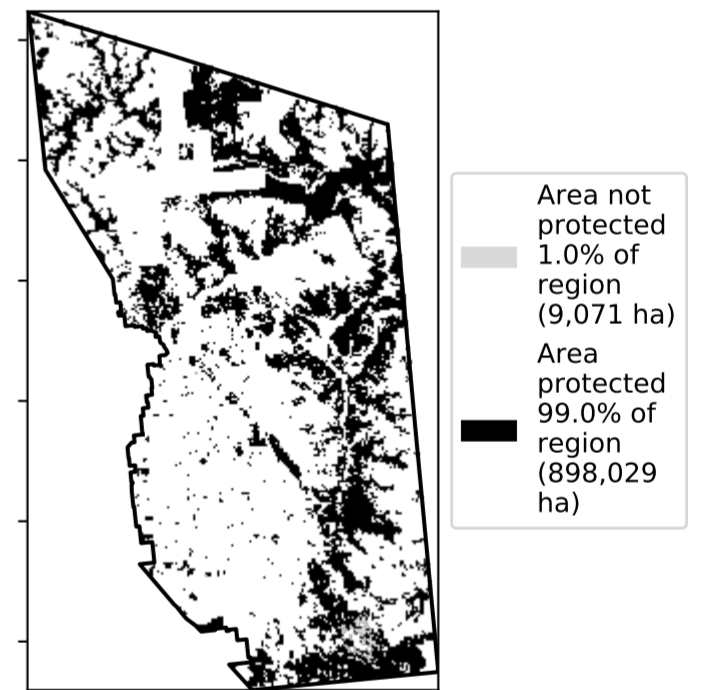 Area not
protected
1.0% of
region
(9,071 ha)
Area
protected
99.0% of
region
(898,029
ha)